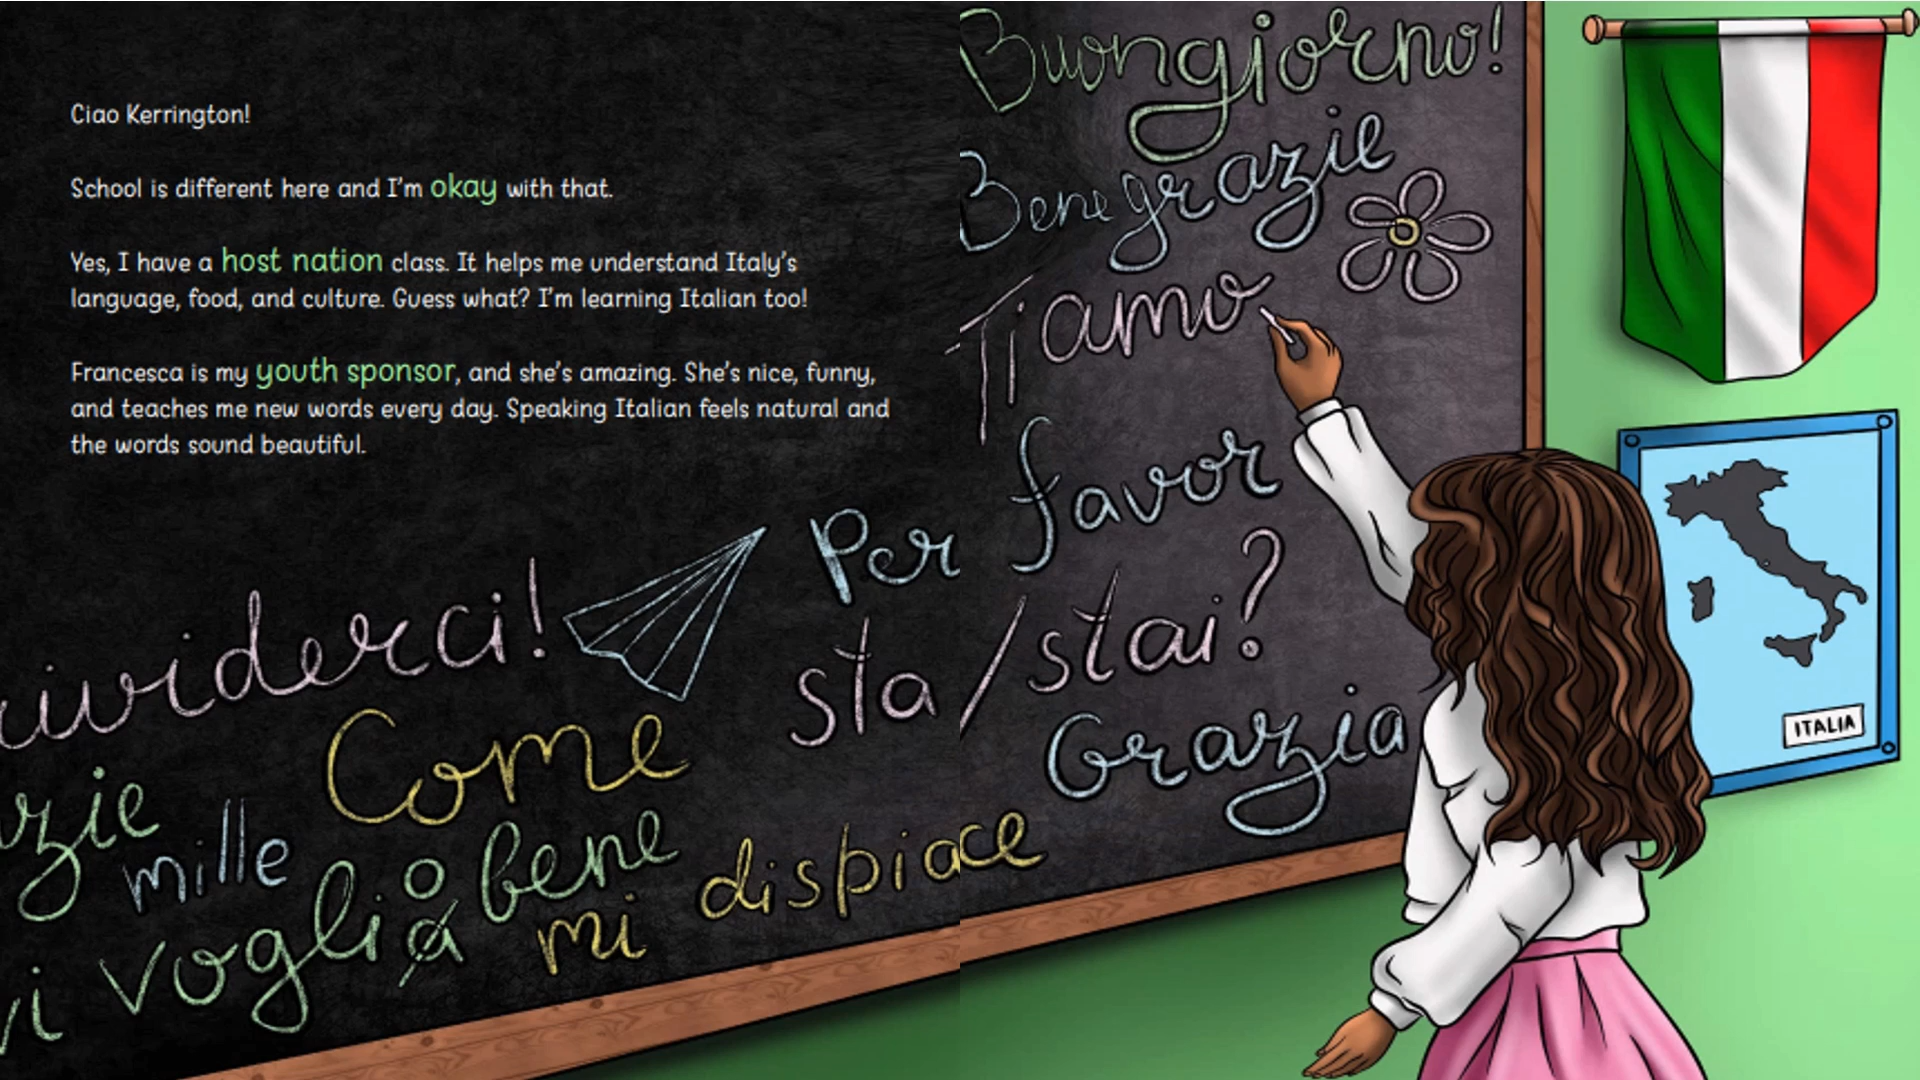 Ciao Kerrington!
School is different here and I'm okay with that.
Yes, I have a host nation class. It helps me understand Italy's
language, food, and culture. Guess what? I'm learning Italian too!
Francesca is my youth sponsor, and she's amazing. She's nice, funny,
and teaches me new words every day. Speaking Italian feels natural and
the words sound beautiful.
Buongiorno!
Bene grazie
Ti amo
Per favor
sta/stai?
Grazia
Come
mille
vi voglio bene
mi dispiace
ITALIA